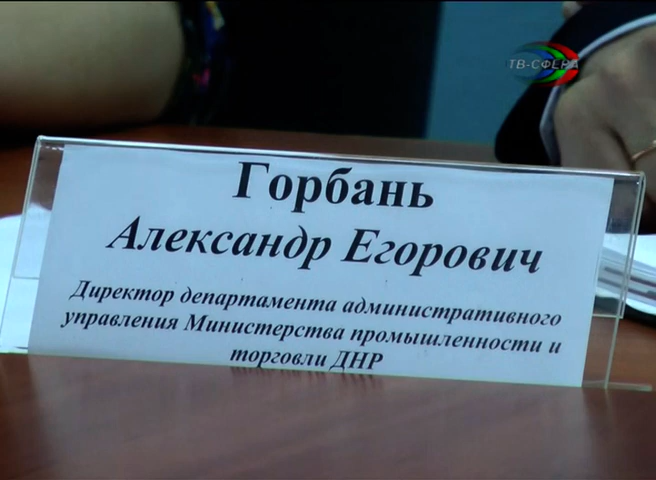 ТВ-СФЕРА
Горбань
Александр Егорович
Директор департамента административного
управления Министерства промышленности и
торговли ДНР